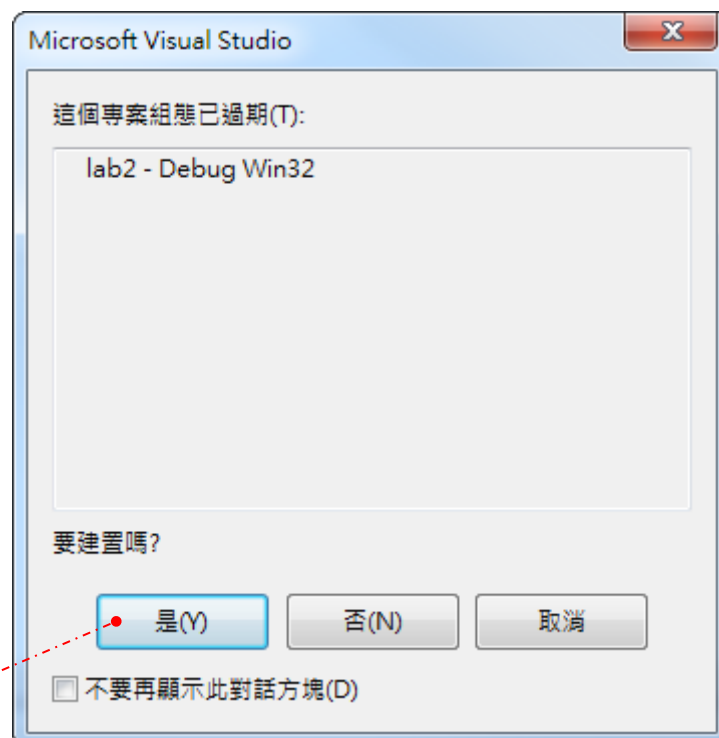 Microsoft Visual Studio
這個專案組態已過期(T):
lab2 - Debug Win32
要建置嗎?
是(Y) 否(N) 取消
不要再顯示此對話方塊(D)